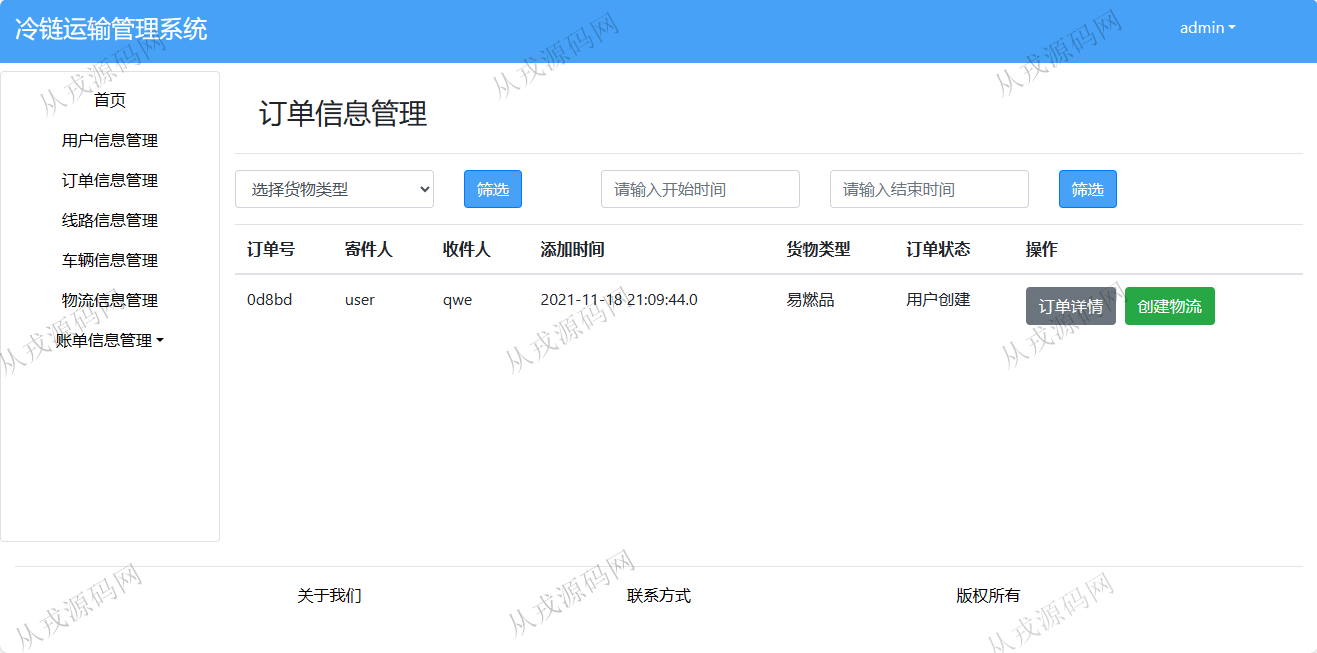 冷链运输管理系统
admin
首页
用户信息管理
订单信息管理
线路信息管理
车辆信息管理
物流信息管理
账单信息管理
订单信息管理
选择货物类型 筛选 请输入开始时间 请输入结束时间 筛选
订单号 寄件人 收件人 添加时间 货物类型 订单状态 操作
0d8bd user qwe 2021-11-18 21:09:44.0 易燃品 用户创建 订单详情 创建物流
关于我们 联系方式 版权所有
从戎源码网
从戎源码网
从戎源码网
从戎源码网
从戎源码网
从戎源码网
从戎源码网
从戎源码网
从戎源码网